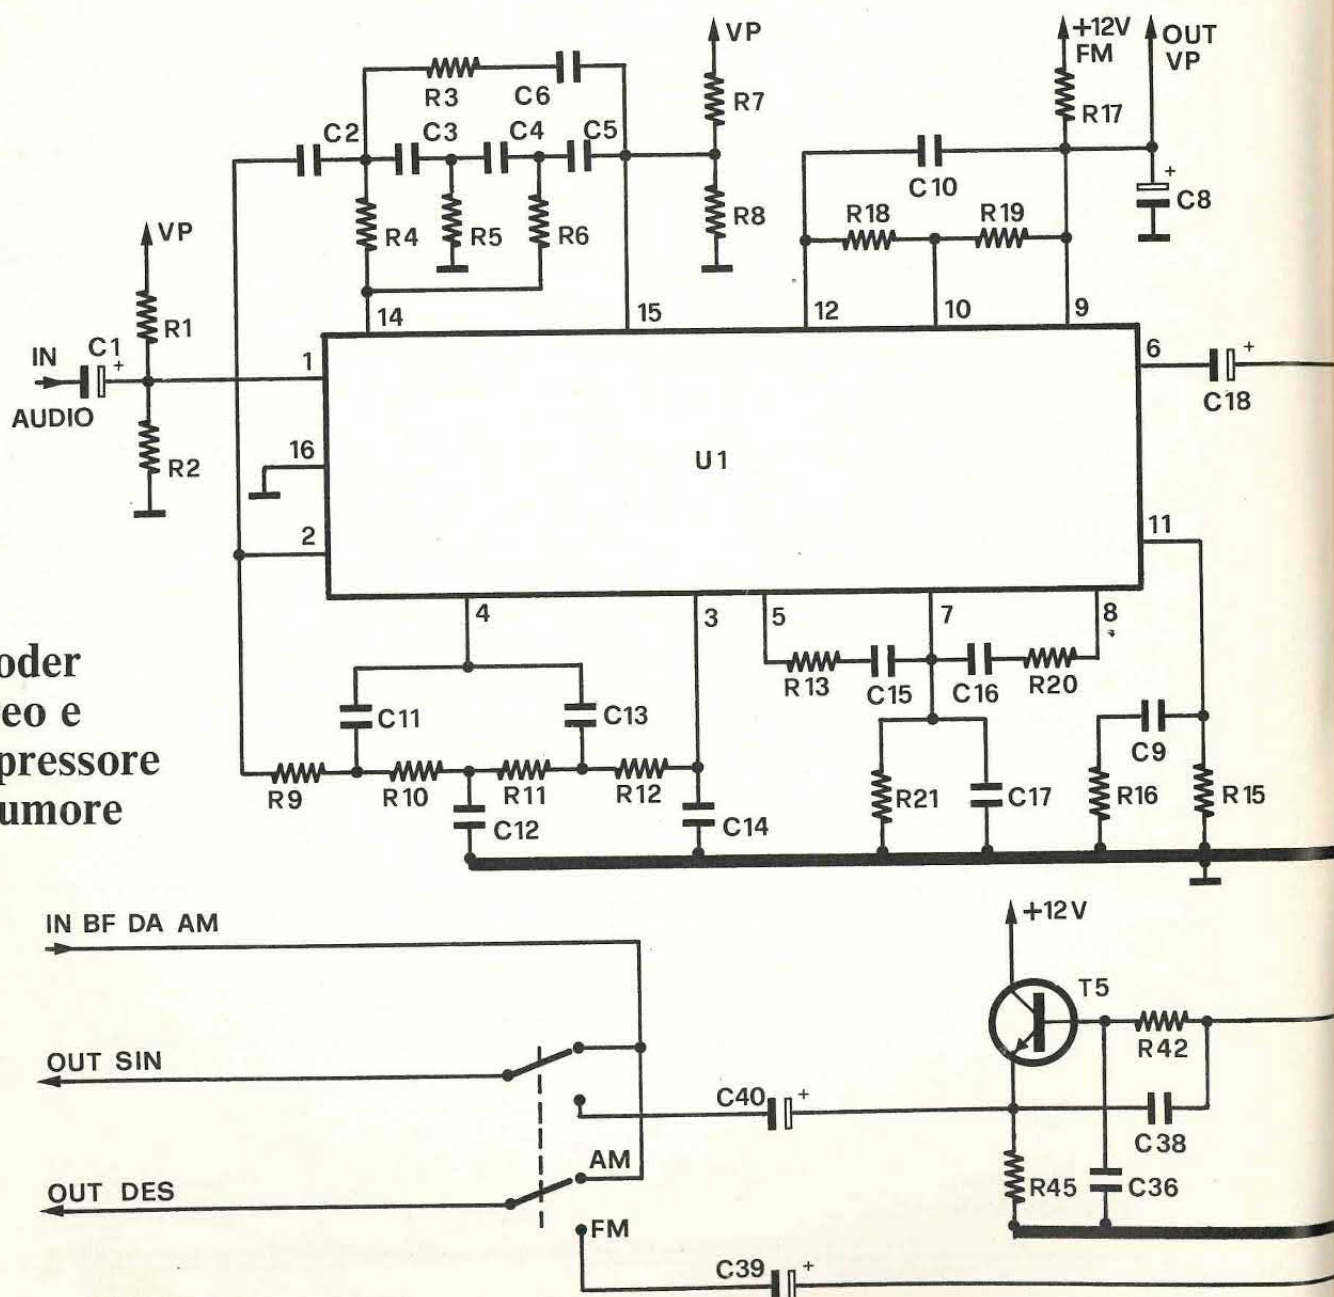 VP
+12V
FM
OUT
VP
R3
C6
R7
R17
C2
C3
C4
C5
C10
+
C8
R8
R18
R19
VP
R4
R5
R6
R1
14
15
12
10
9
IN
C1
+
1
6
+
AUDIO
C18
R2
16
U1
2
11
4
3
5
7
8
oder
reo e
pressore
umore
R13
C15
C16
R20
C11
C13
C9
R9
R10
R11
R12
R21
C17
R16
R15
C12
C14
IN BF DA AM
+12V
T5
R42
OUT SIN
C40
+
C38
AM
OUT DES
R45
C36
FM
C39
+